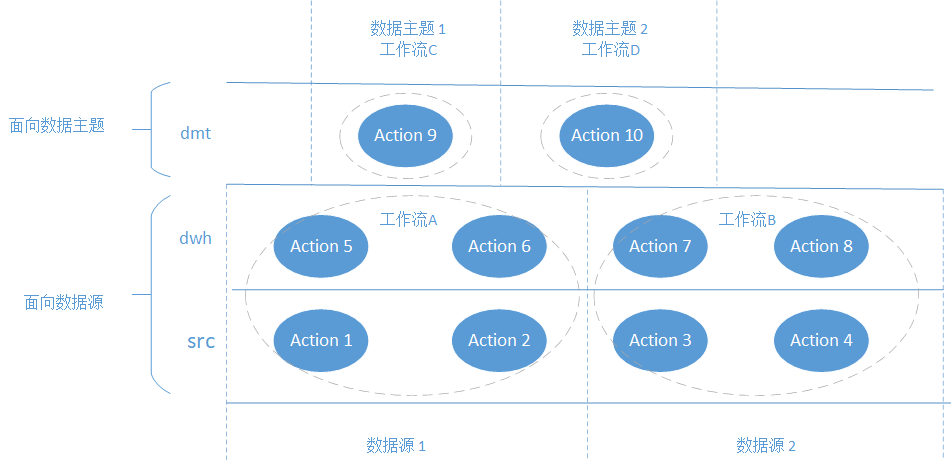 数据主题 1
工作流C
数据主题 2
工作流D
面向数据主题
dmt
Action 9
Action 10
dwh
工作流A
工作流B
Action 5
Action 6
Action 7
Action 8
面向数据源
src
Action 1
Action 2
Action 3
Action 4
数据源 1
数据源 2